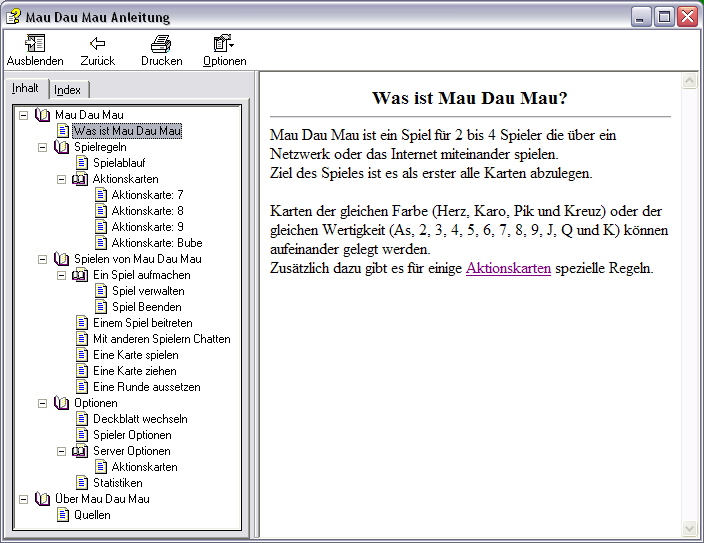 Mau Dau Mau Anleitung
Ausblenden Zurück Drucken Optionen
Inhalt Index
Mau Dau Mau
Was ist Mau Dau Mau
Spielregeln
Spielablauf
Aktionskarten
Aktionskarte: 7
Aktionskarte: 8
Aktionskarte: 9
Aktionskarte: Bube
Spielen von Mau Dau Mau
Ein Spiel aufmachen
Spiel verwalten
Spiel Beenden
Einem Spiel beitreten
Mit anderen Spielern Chatten
Eine Karte spielen
Eine Karte ziehen
Eine Runde aussetzen
Optionen
Deckblatt wechseln
Spieler Optionen
Server Optionen
Aktionskarten
Statistiken
Über Mau Dau Mau
Quellen
Was ist Mau Dau Mau?
Mau Dau Mau ist ein Spiel für 2 bis 4 Spieler die über ein
Netzwerk oder das Internet miteinander spielen.
Ziel des Spieles ist es als erster alle Karten abzulegen.
Karten der gleichen Farbe (Herz, Karo, Pik und Kreuz) oder der
gleichen Wertigkeit (As, 2, 3, 4, 5, 6, 7, 8, 9, J, Q und K) können
aufeinander gelegt werden.
Zusätzlich dazu gibt es für einige Aktionskarten spezielle Regeln.